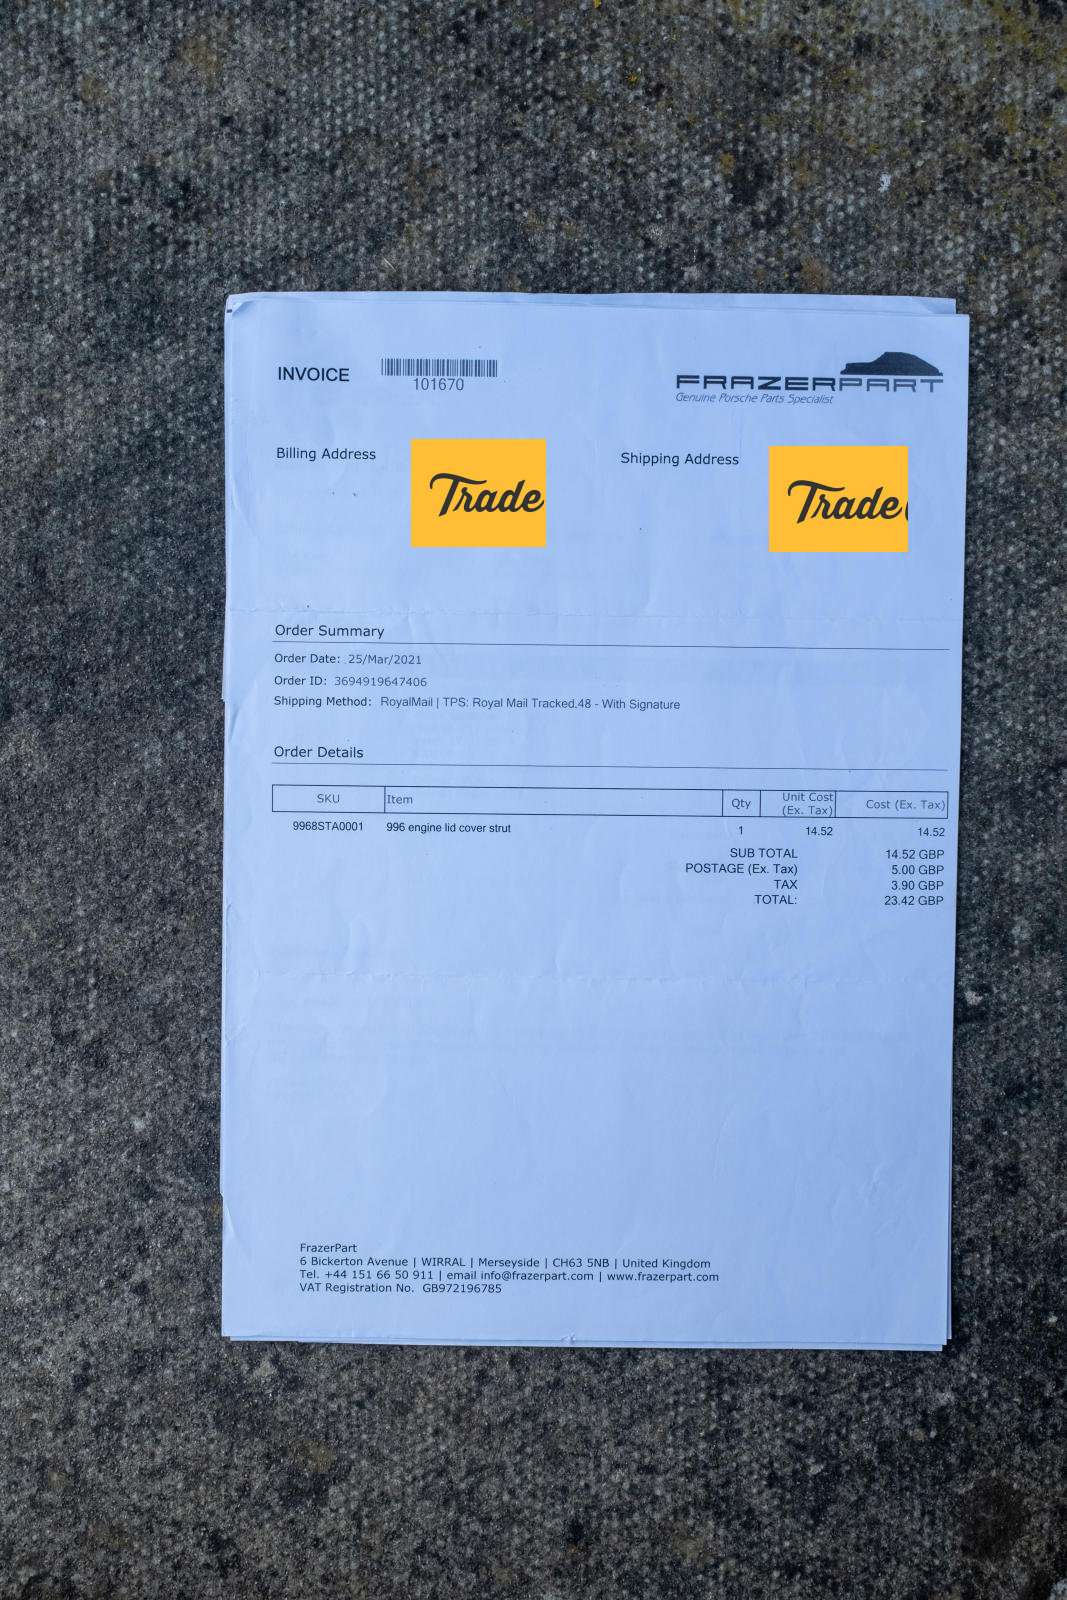 INVOICE
101670
FRAZERPART
Genuine Porsche Parts Specialist
Billing Address
Trade
Shipping Address
Trade
Order Summary
Order Date: 25/Mar/2021
Order ID: 3694919647406
Shipping Method: RoyalMail | TPS: Royal Mail Tracked.48 - With Signature
Order Details
SKU Item Qty Unit Cost (Ex. Tax) Cost (Ex. Tax)
9968STA0001 996 engine lid cover strut 1 14.52 14.52
SUB TOTAL 14.52 GBP
POSTAGE (Ex. Tax) 5.00 GBP
TAX 3.90 GBP
TOTAL: 23.42 GBP
FrazerPart
6 Bickerton Avenue | WIRRAL | Merseyside | CH63 5NB | United Kingdom
Tel. +44 151 66 50 911 | email info@frazerpart.com | www.frazerpart.com
VAT Registration No. GB972196785